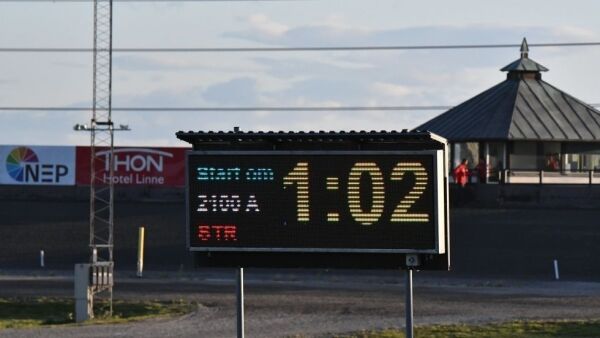 NEP
THON
Hotel Linne
Start om
1:02
2100 A
STR